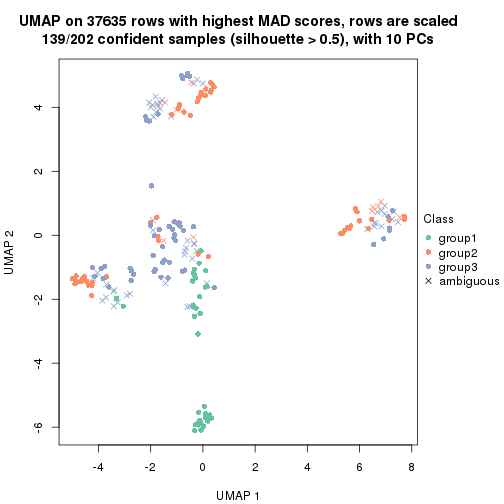 UMAP on 37635 rows with highest MAD scores, rows are scaled
139/202 confident samples (silhouette > 0.5), with 10 PCs
4
2
0
-2
-4
-6
UMAP 2
-4
-2
0
2
4
6
8
UMAP 1
Class
group1
group2
group3
ambiguous